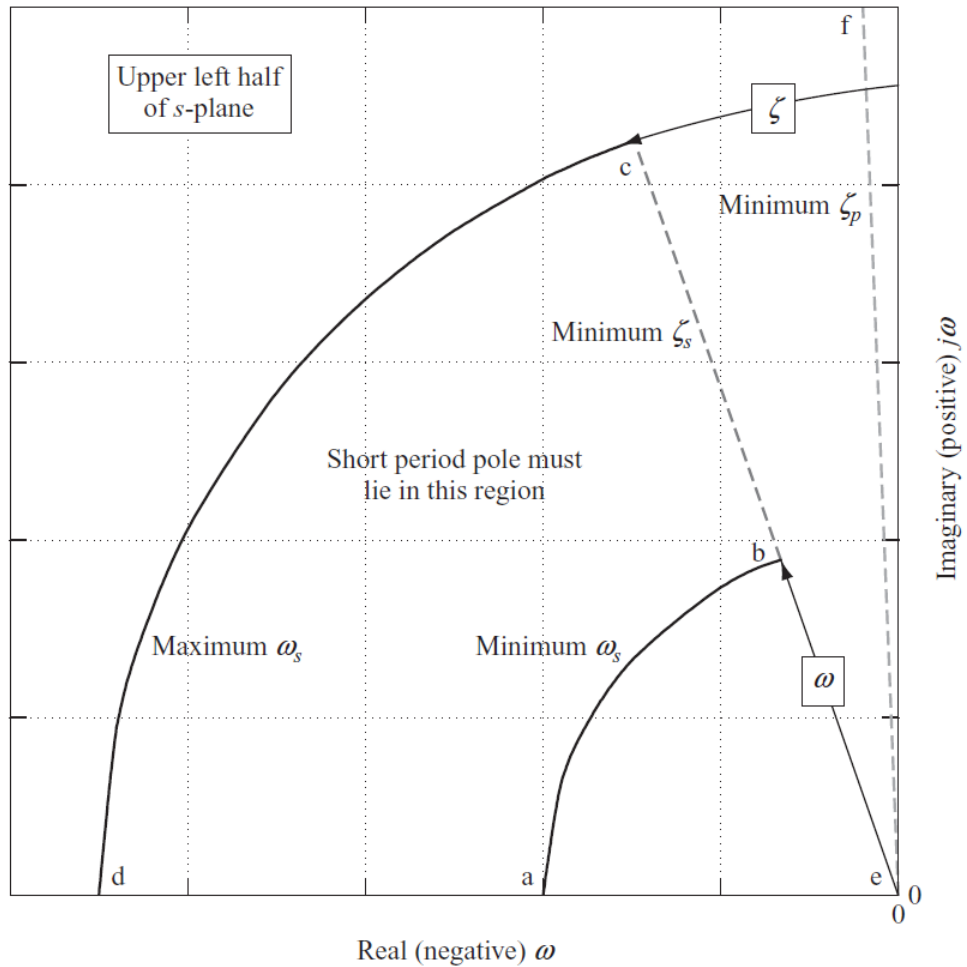 f
Upper left half
of s-plane
ζ
c
Minimum ζp
Minimum ζs
Short period pole must
lie in this region
b
Maximum ωs
Minimum ωs
ω
d
a
e
0
0
Real (negative) ω
Imaginary (positive) jω